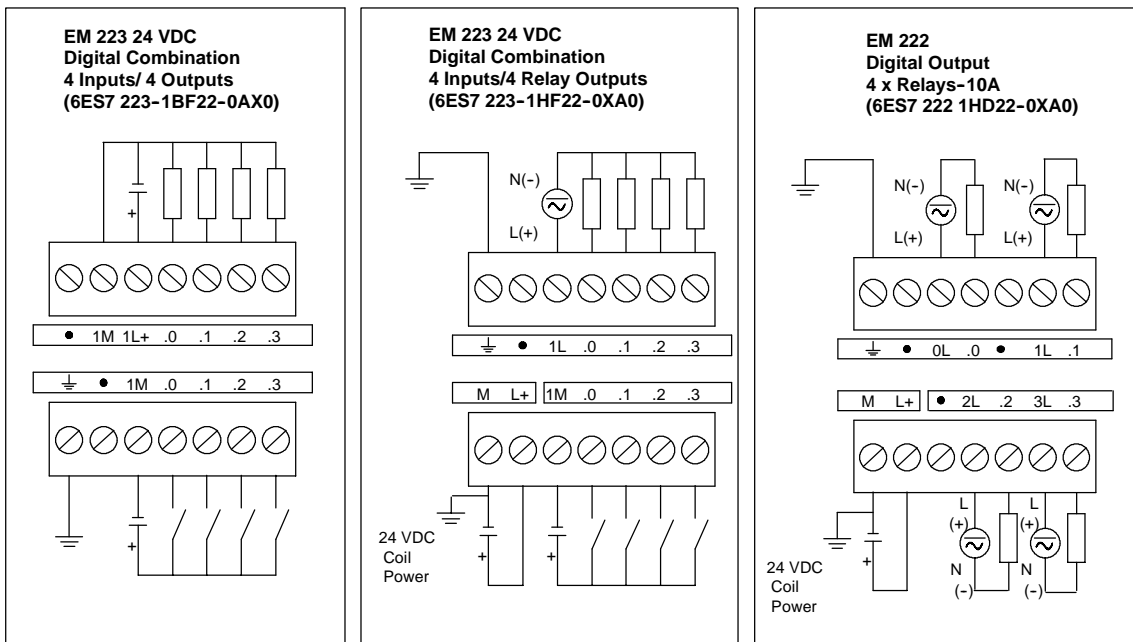 EM 223 24 VDC
Digital Combination
4 Inputs/ 4 Outputs
(6ES7 223-1BF22-0AX0)
+
● 1M 1L+ .0 .1 .2 .3
● 1M .0 .1 .2 .3
+
EM 223 24 VDC
Digital Combination
4 Inputs/4 Relay Outputs
(6ES7 223-1HF22-0XA0)
N(-)
L(+)
● 1L .0 .1 .2 .3
M L+ 1M .0 .1 .2 .3
24 VDC
Coil
Power
+ +
EM 222
Digital Output
4 x Relays-10A
(6ES7 222 1HD22-0XA0)
N(-) N(-)
L(+) L(+)
● 0L .0 ● 1L .1
M L+ ● 2L .2 3L .3
L L
(+) (+)
+
N N
(-) (-)
24 VDC
Coil
Power